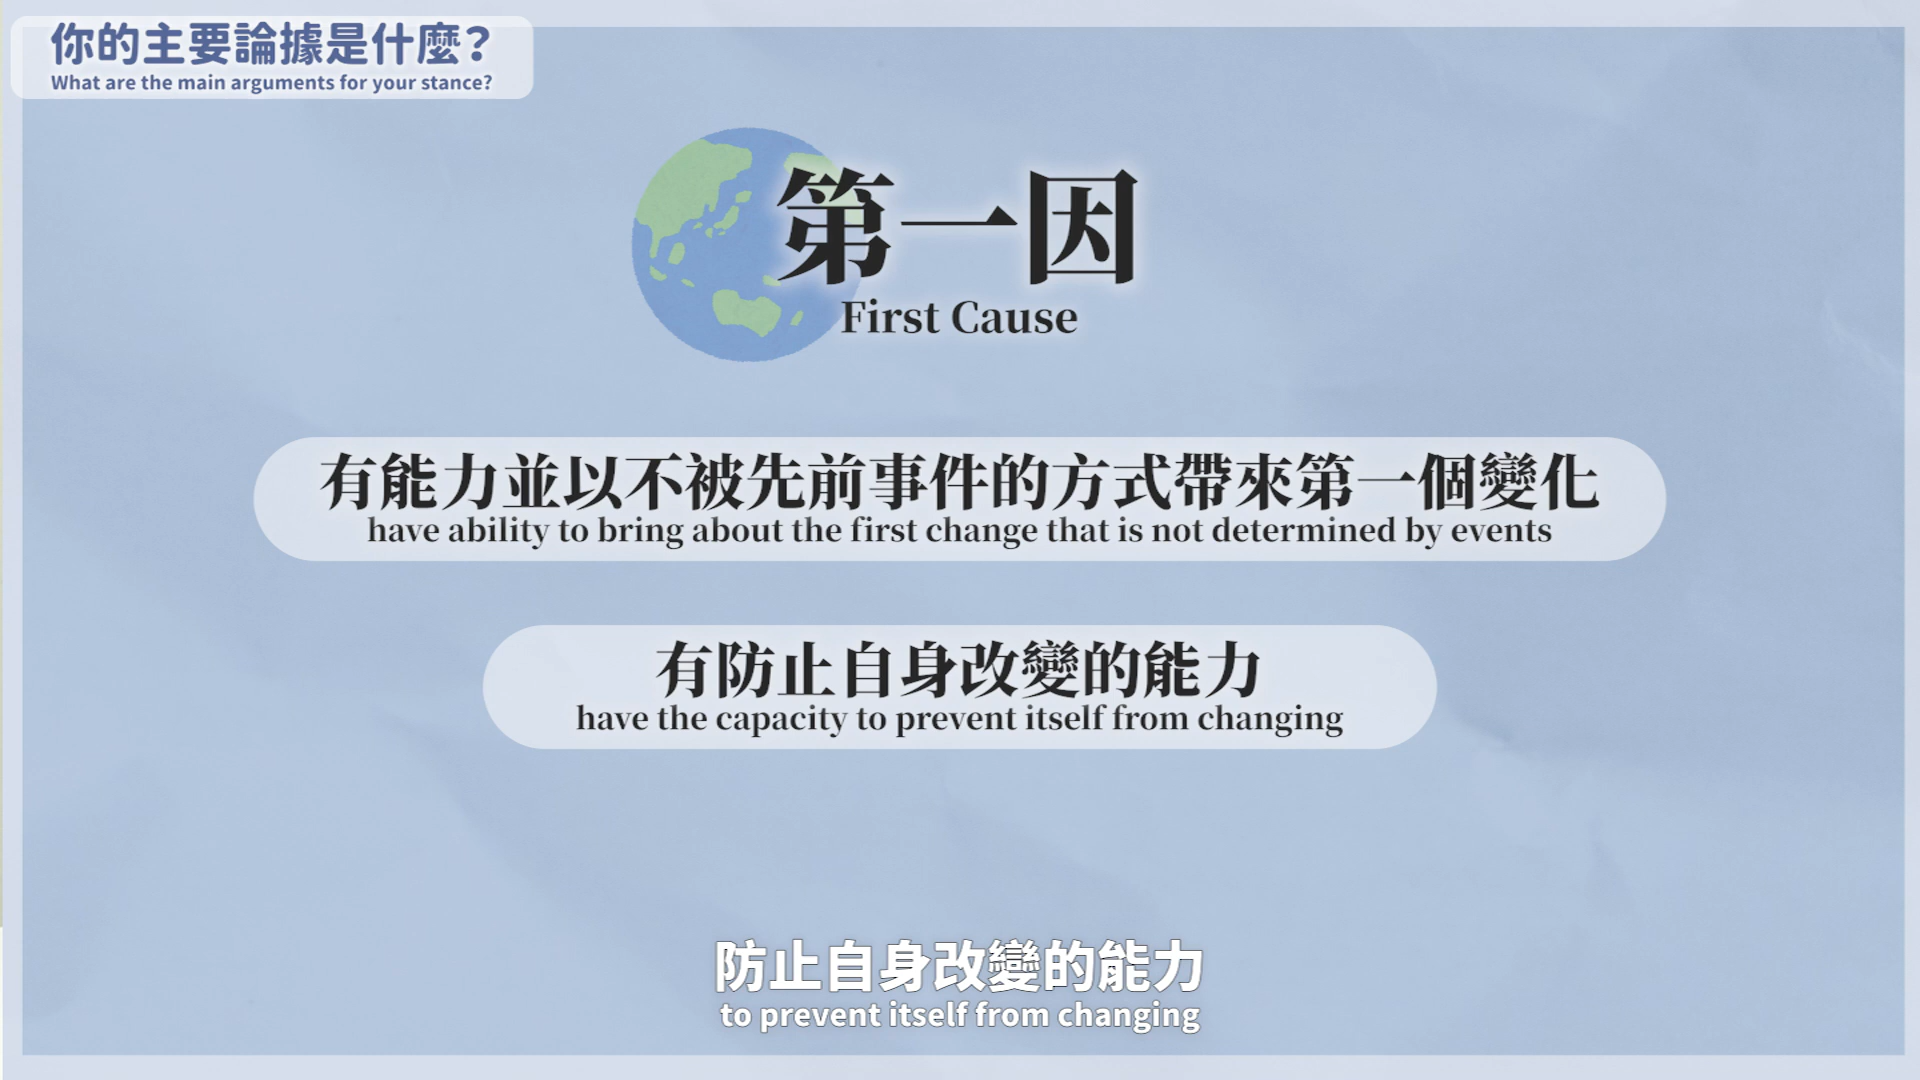 你的主要論據是什麼？
What are the main arguments for your stance?
第一因
First Cause
有能力並以不被先前事件的方式帶來第一個變化
have ability to bring about the first change that is not determined by events
有防止自身改變的能力
have the capacity to prevent itself from changing
防止自身改變的能力
to prevent itself from changing